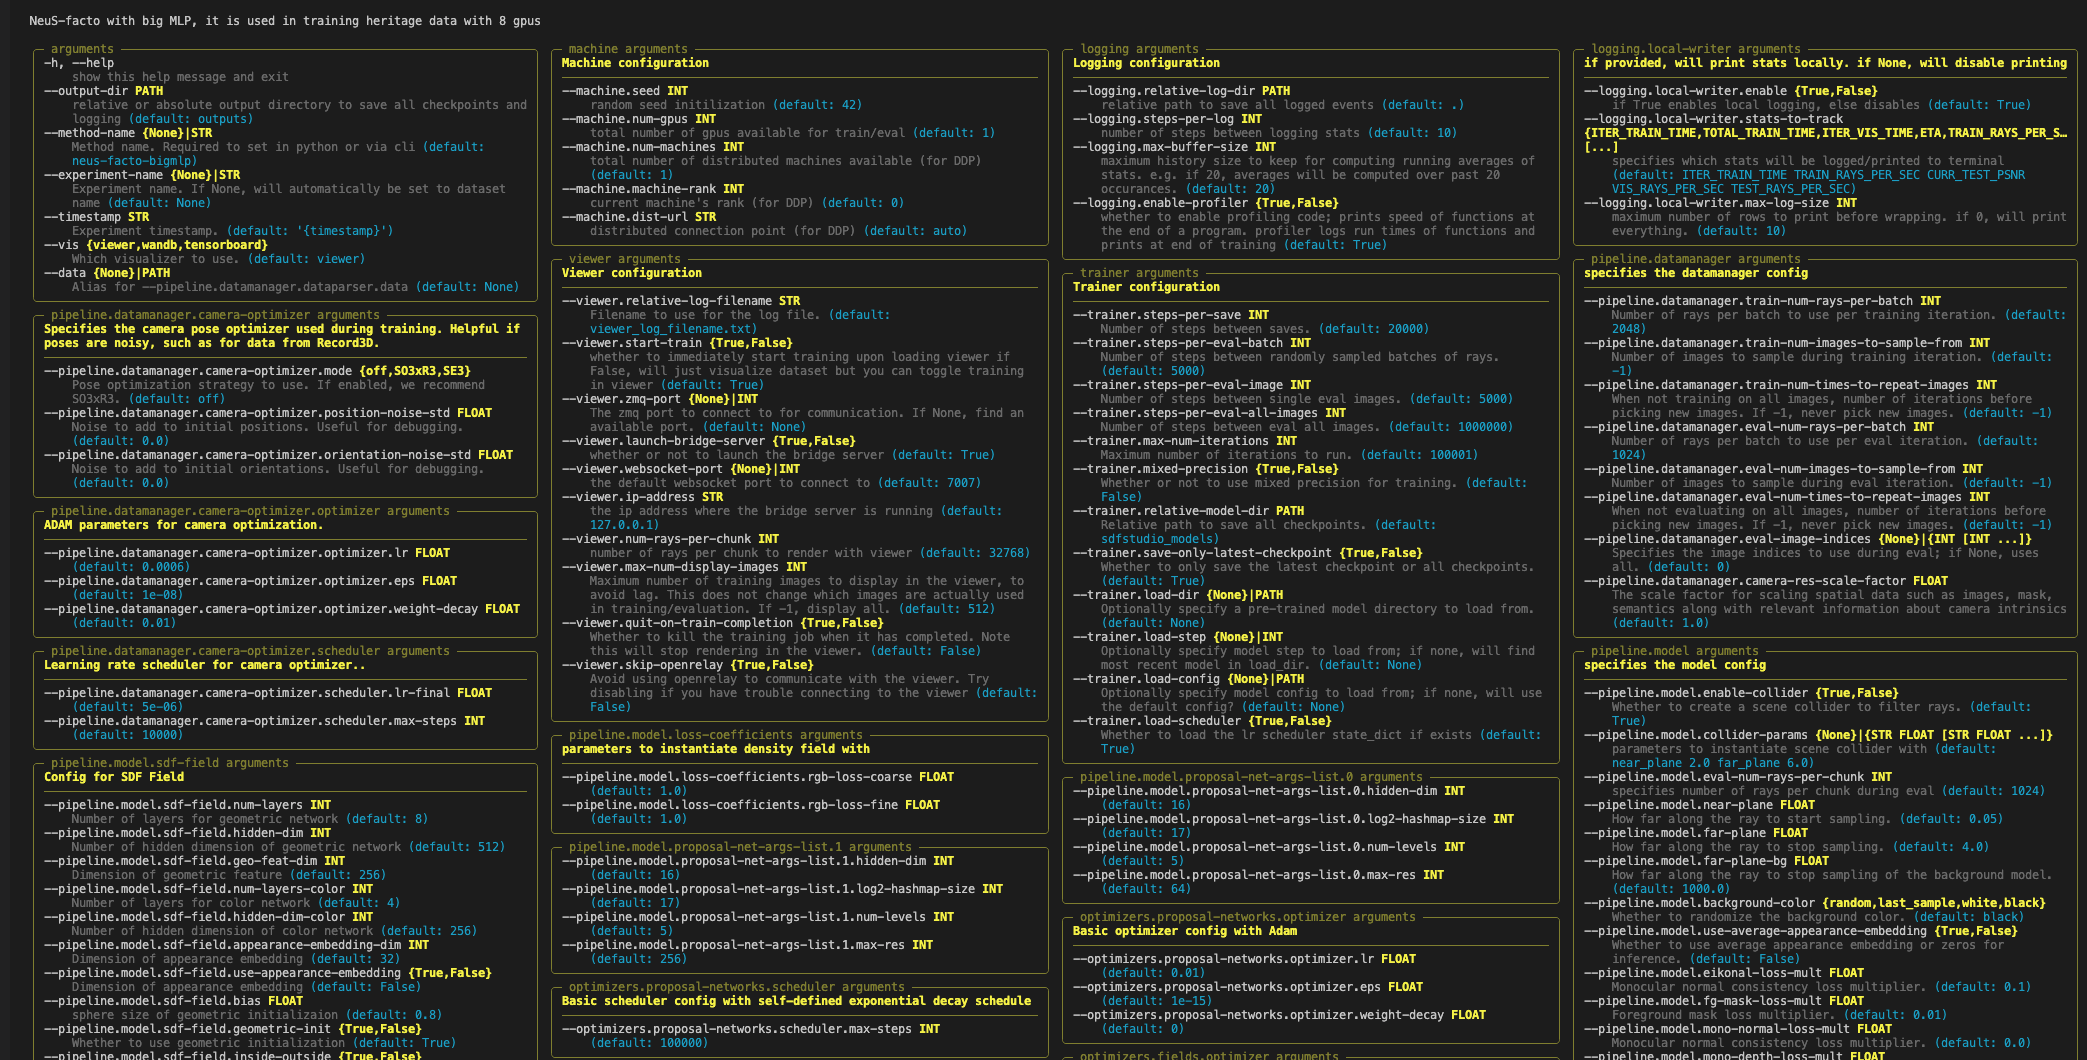 NeuS-facto with big MLP, it is used in training heritage data with 8 gpus
arguments
-h, --help
show this help message and exit
--output-dir PATH
relative or absolute output directory to save all checkpoints and
logging (default: outputs)
--method-name {None}|STR
Method name. Required to set in python or via cli (default:
neus-facto-bigmlp)
--experiment-name {None}|STR
Experiment name. If None, will automatically be set to dataset
name (default: None)
--timestamp STR
Experiment timestamp. (default: '{timestamp}')
--vis {viewer,wandb,tensorboard}
Which visualizer to use. (default: viewer)
--data {None}|PATH
Alias for --pipeline.datamanager.dataparser.data (default: None)
pipeline.datamanager.camera-optimizer arguments
Specifies the camera pose optimizer used during training. Helpful if
poses are noisy, such as for data from Record3D.
--pipeline.datamanager.camera-optimizer.mode {off,SO3xR3,SE3}
Pose optimization strategy to use. If enabled, we recommend
SO3xR3. (default: off)
--pipeline.datamanager.camera-optimizer.position-noise-std FLOAT
Noise to add to initial positions. Useful for debugging.
(default: 0.0)
--pipeline.datamanager.camera-optimizer.orientation-noise-std FLOAT
Noise to add to initial orientations. Useful for debugging.
(default: 0.0)
pipeline.datamanager.camera-optimizer.optimizer arguments
ADAM parameters for camera optimization.
--pipeline.datamanager.camera-optimizer.optimizer.lr FLOAT
(default: 0.0006)
--pipeline.datamanager.camera-optimizer.optimizer.eps FLOAT
(default: 1e-08)
--pipeline.datamanager.camera-optimizer.optimizer.weight-decay FLOAT
(default: 0.01)
pipeline.datamanager.camera-optimizer.scheduler arguments
Learning rate scheduler for camera optimizer..
--pipeline.datamanager.camera-optimizer.scheduler.lr-final FLOAT
(default: 5e-06)
--pipeline.datamanager.camera-optimizer.scheduler.max-steps INT
(default: 10000)
pipeline.model.sdf-field arguments
Config for SDF Field
--pipeline.model.sdf-field.num-layers INT
Number of layers for geometric network (default: 8)
--pipeline.model.sdf-field.hidden-dim INT
Number of hidden dimension of geometric network (default: 512)
--pipeline.model.sdf-field.geo-feat-dim INT
Dimension of geometric feature (default: 256)
--pipeline.model.sdf-field.num-layers-color INT
Number of layers for color network (default: 4)
--pipeline.model.sdf-field.hidden-dim-color INT
Number of hidden dimension of color network (default: 256)
--pipeline.model.sdf-field.appearance-embedding-dim INT
Dimension of appearance embedding (default: 32)
--pipeline.model.sdf-field.use-appearance-embedding {True,False}
Dimension of appearance embedding (default: False)
--pipeline.model.sdf-field.bias FLOAT
sphere size of geometric initializaion (default: 0.8)
--pipeline.model.sdf-field.geometric-init {True,False}
Whether to use geometric initialization (default: True)
--pipeline.model.sdf-field.inside-outside {True,False}
machine arguments
Machine configuration
--machine.seed INT
random seed initilization (default: 42)
--machine.num-gpus INT
total number of gpus available for train/eval (default: 1)
--machine.num-machines INT
total number of distributed machines available (for DDP)
(default: 1)
--machine.machine-rank INT
current machine's rank (for DDP) (default: 0)
--machine.dist-url STR
distributed connection point (for DDP) (default: auto)
viewer arguments
Viewer configuration
--viewer.relative-log-filename STR
Filename to use for the log file. (default:
viewer_log_filename.txt)
--viewer.start-train {True,False}
whether to immediately start training upon loading viewer if
False, will just visualize dataset but you can toggle training
in viewer (default: True)
--viewer.zmq-port {None}|INT
The zmq port to connect to for communication. If None, find an
available port. (default: None)
--viewer.launch-bridge-server {True,False}
whether or not to launch the bridge server (default: True)
--viewer.websocket-port {None}|INT
the default websocket port to connect to (default: 7007)
--viewer.ip-address STR
the ip address where the bridge server is running (default:
127.0.0.1)
--viewer.num-rays-per-chunk INT
number of rays per chunk to render with viewer (default: 32768)
--viewer.max-num-display-images INT
Maximum number of training images to display in the viewer, to
avoid lag. This does not change which images are actually used
in training/evaluation. If -1, display all. (default: 512)
--viewer.quit-on-train-completion {True,False}
Whether to kill the training job when it has completed. Note
this will stop rendering in the viewer. (default: False)
--viewer.skip-openrelay {True,False}
Avoid using openrelay to communicate with the viewer. Try
disabling if you have trouble connecting to the viewer (default:
False)
pipeline.model.loss-coefficients arguments
parameters to instantiate density field with
--pipeline.model.loss-coefficients.rgb-loss-coarse FLOAT
(default: 1.0)
--pipeline.model.loss-coefficients.rgb-loss-fine FLOAT
(default: 1.0)
pipeline.model.proposal-net-args-list.1 arguments
--pipeline.model.proposal-net-args-list.1.hidden-dim INT
(default: 16)
--pipeline.model.proposal-net-args-list.1.log2-hashmap-size INT
(default: 17)
--pipeline.model.proposal-net-args-list.1.num-levels INT
(default: 5)
--pipeline.model.proposal-net-args-list.1.max-res INT
(default: 256)
optimizers.proposal-networks.scheduler arguments
Basic scheduler config with self-defined exponential decay schedule
--optimizers.proposal-networks.scheduler.max-steps INT
(default: 100000)
logging arguments
Logging configuration
--logging.relative-log-dir PATH
relative path to save all logged events (default: .)
--logging.steps-per-log INT
number of steps between logging stats (default: 10)
--logging.max-buffer-size INT
maximum history size to keep for computing running averages of
stats. e.g. if 20, averages will be computed over past 20
occurances. (default: 20)
--logging.enable-profiler {True,False}
whether to enable profiling code; prints speed of functions at
the end of a program. profiler logs run times of functions and
prints at end of training (default: True)
trainer arguments
Trainer configuration
--trainer.steps-per-save INT
Number of steps between saves. (default: 20000)
--trainer.steps-per-eval-batch INT
Number of steps between randomly sampled batches of rays.
(default: 5000)
--trainer.steps-per-eval-image INT
Number of steps between single eval images. (default: 5000)
--trainer.steps-per-eval-all-images INT
Number of steps between eval all images. (default: 1000000)
--trainer.max-num-iterations INT
Maximum number of iterations to run. (default: 100001)
--trainer.mixed-precision {True,False}
Whether or not to use mixed precision for training. (default:
False)
--trainer.relative-model-dir PATH
Relative path to save all checkpoints. (default:
sdfstudio_models)
--trainer.save-only-latest-checkpoint {True,False}
Whether to only save the latest checkpoint or all checkpoints.
(default: True)
--trainer.load-dir {None}|PATH
Optionally specify a pre-trained model directory to load from.
(default: None)
--trainer.load-step {None}|INT
Optionally specify model step to load from; if none, will find
most recent model in load_dir. (default: None)
--trainer.load-config {None}|PATH
Optionally specify model config to load from; if none, will use
the default config? (default: None)
--trainer.load-scheduler {True,False}
Whether to load the lr scheduler state_dict if exists (default:
True)
pipeline.model.proposal-net-args-list.0 arguments
--pipeline.model.proposal-net-args-list.0.hidden-dim INT
(default: 16)
--pipeline.model.proposal-net-args-list.0.log2-hashmap-size INT
(default: 17)
--pipeline.model.proposal-net-args-list.0.num-levels INT
(default: 5)
--pipeline.model.proposal-net-args-list.0.max-res INT
(default: 64)
optimizers.proposal-networks.optimizer arguments
Basic optimizer config with Adam
--optimizers.proposal-networks.optimizer.lr FLOAT
(default: 0.01)
--optimizers.proposal-networks.optimizer.eps FLOAT
(default: 1e-15)
--optimizers.proposal-networks.optimizer.weight-decay FLOAT
(default: 0)
optimizers.fields.optimizer arguments
logging.local-writer arguments
if provided, will print stats locally. if None, will disable printing
--logging.local-writer.enable {True,False}
if True enables local logging, else disables (default: True)
--logging.local-writer.stats-to-track
{ITER_TRAIN_TIME,TOTAL_TRAIN_TIME,ITER_VIS_TIME,ETA,TRAIN_RAYS_PER_S…
[...]
specifies which stats will be logged/printed to terminal
(default: ITER_TRAIN_TIME TRAIN_RAYS_PER_SEC CURR_TEST_PSNR
VIS_RAYS_PER_SEC TEST_RAYS_PER_SEC)
--logging.local-writer.max-log-size INT
maximum number of rows to print before wrapping. if 0, will print
everything. (default: 10)
pipeline.datamanager arguments
specifies the datamanager config
--pipeline.datamanager.train-num-rays-per-batch INT
Number of rays per batch to use per training iteration. (default:
2048)
--pipeline.datamanager.train-num-images-to-sample-from INT
Number of images to sample during training iteration. (default:
-1)
--pipeline.datamanager.train-num-times-to-repeat-images INT
When not training on all images, number of iterations before
picking new images. If -1, never pick new images. (default: -1)
--pipeline.datamanager.eval-num-rays-per-batch INT
Number of rays per batch to use per eval iteration. (default:
1024)
--pipeline.datamanager.eval-num-images-to-sample-from INT
Number of images to sample during eval iteration. (default: -1)
--pipeline.datamanager.eval-num-times-to-repeat-images INT
When not evaluating on all images, number of iterations before
picking new images. If -1, never pick new images. (default: -1)
--pipeline.datamanager.eval-image-indices {None}|{INT [INT ...]}
Specifies the image indices to use during eval; if None, uses
all. (default: 0)
--pipeline.datamanager.camera-res-scale-factor FLOAT
The scale factor for scaling spatial data such as images, mask,
semantics along with relevant information about camera intrinsics
(default: 1.0)
pipeline.model arguments
specifies the model config
--pipeline.model.enable-collider {True,False}
Whether to create a scene collider to filter rays. (default:
True)
--pipeline.model.collider-params {None}|{STR FLOAT [STR FLOAT ...]}
parameters to instantiate scene collider with (default:
near_plane 2.0 far_plane 6.0)
--pipeline.model.eval-num-rays-per-chunk INT
specifies number of rays per chunk during eval (default: 1024)
--pipeline.model.near-plane FLOAT
How far along the ray to start sampling. (default: 0.05)
--pipeline.model.far-plane FLOAT
How far along the ray to stop sampling. (default: 4.0)
--pipeline.model.far-plane-bg FLOAT
How far along the ray to stop sampling of the background model.
(default: 1000.0)
--pipeline.model.background-color {random,last_sample,white,black}
Whether to randomize the background color. (default: black)
--pipeline.model.use-average-appearance-embedding {True,False}
Whether to use average appearance embedding or zeros for
inference. (default: False)
--pipeline.model.eikonal-loss-mult FLOAT
Monocular normal consistency loss multiplier. (default: 0.1)
--pipeline.model.fg-mask-loss-mult FLOAT
Foreground mask loss multiplier. (default: 0.01)
--pipeline.model.mono-normal-loss-mult FLOAT
Monocular normal consistency loss multiplier. (default: 0.0)
--pipeline.model.mono-depth-loss-mult FLOAT